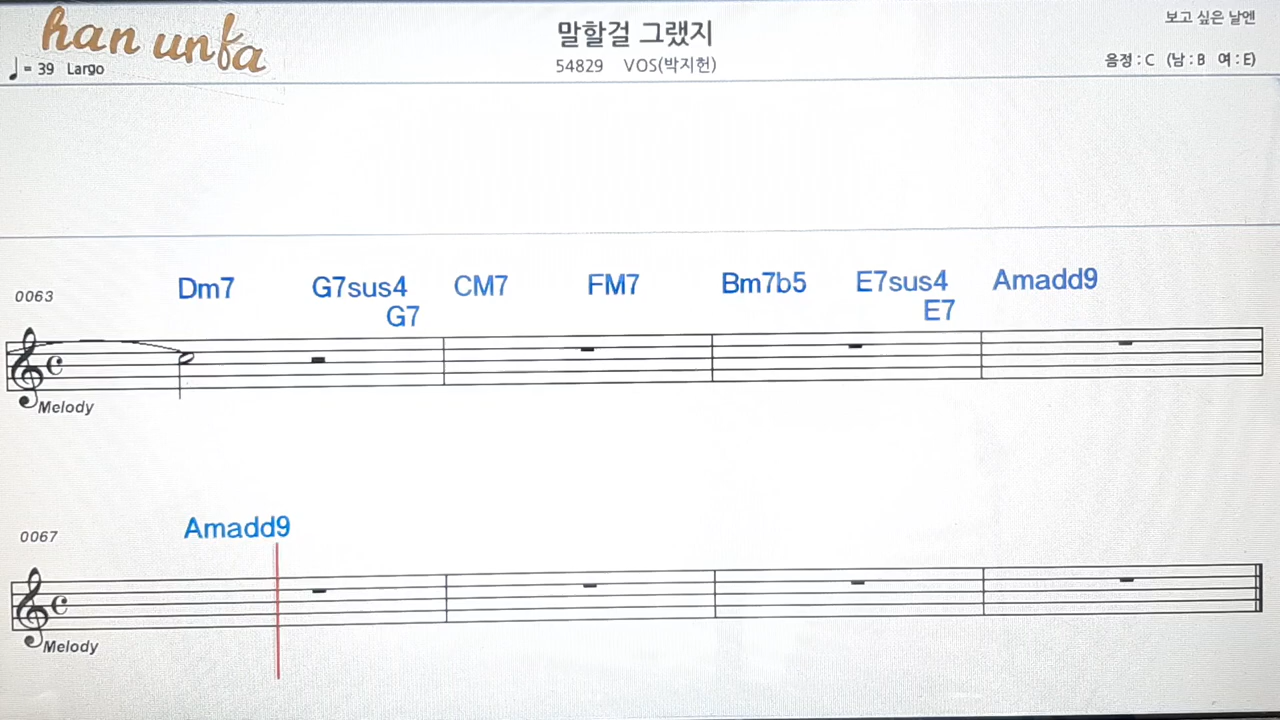 han unfa
말할걸 그랬지
보고 싶은 날엔
♩ = 39 Largo
54829 VOS(박지헌)
음정 : C (남 : B 여 : E)
0063
Dm7 G7sus4 CM7 FM7 Bm7b5 E7sus4 Amadd9
G7 E7
Melody
0067
Amadd9
Melody